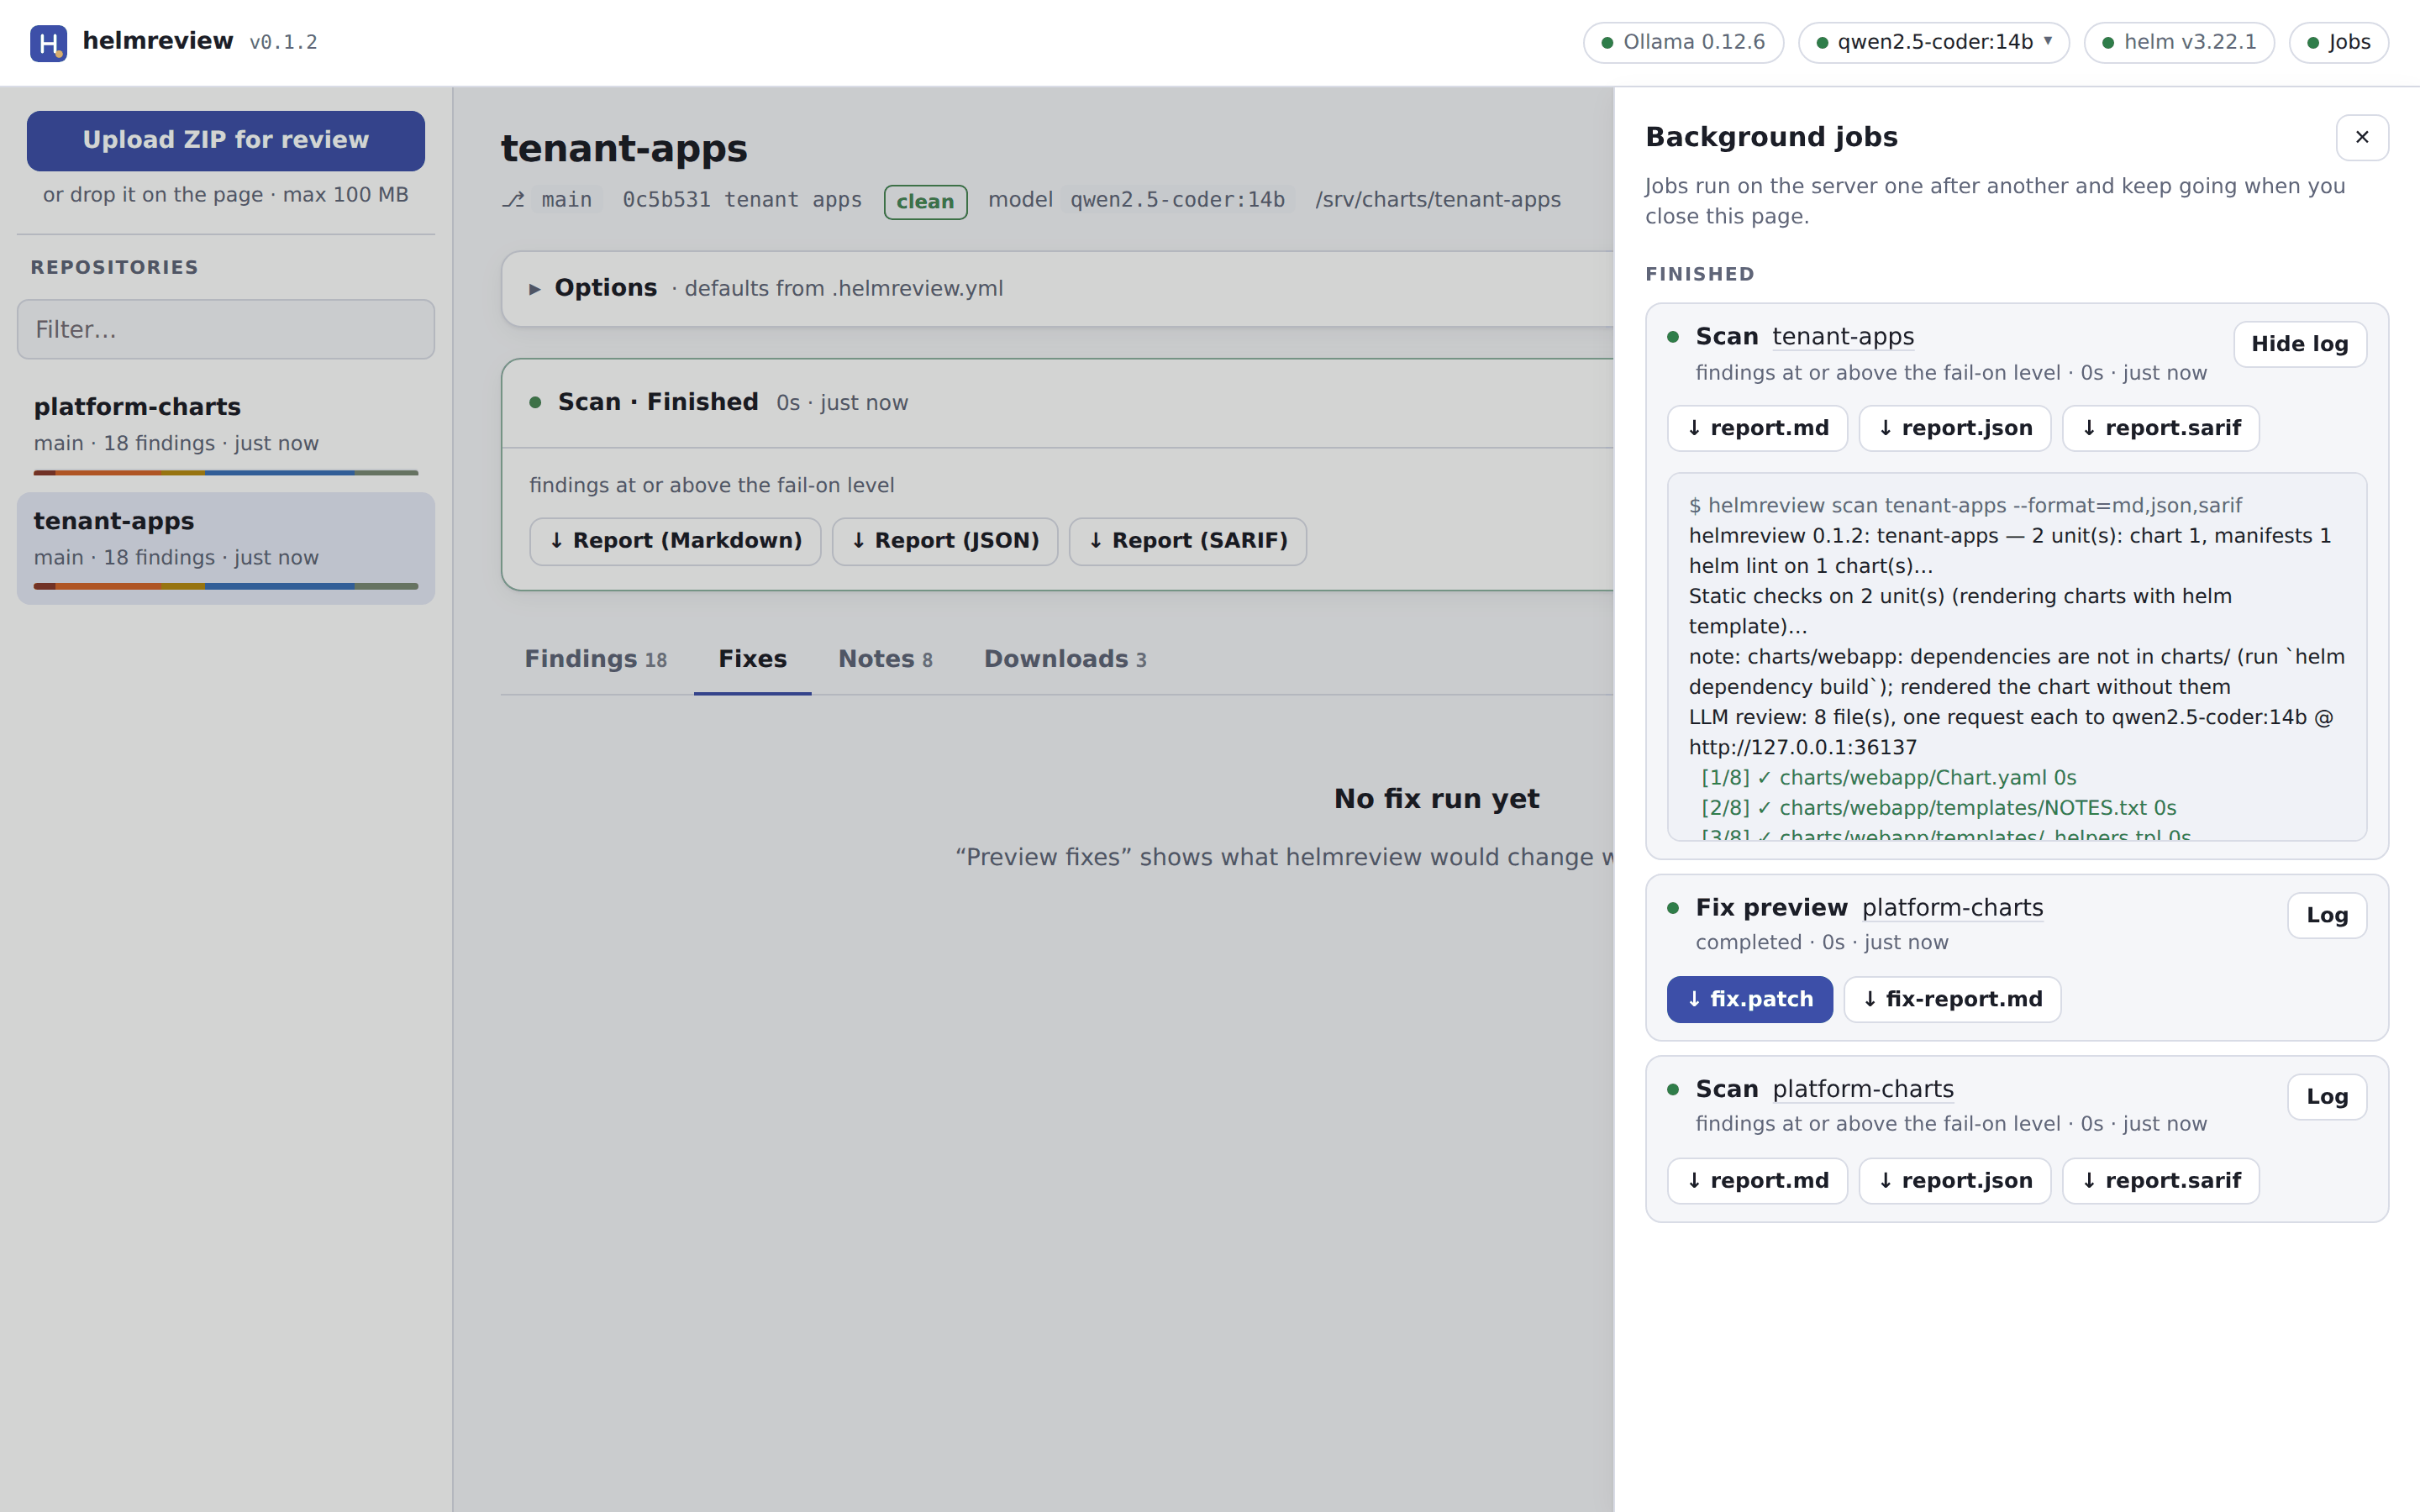 helmreview v0.1.2
Ollama 0.12.6
qwen2.5-coder:14b ▾
helm v3.22.1
Jobs
Upload ZIP for review
or drop it on the page · max 100 MB
REPOSITORIES
Filter…
platform-charts
main · 18 findings · just now
tenant-apps
main · 18 findings · just now
tenant-apps
⎇ main 0c5b531 tenant apps clean model qwen2.5-coder:14b /srv/charts/tenant-apps
▸ Options · defaults from .helmreview.yml
Scan · Finished 0s · just now
findings at or above the fail-on level
↓ Report (Markdown) ↓ Report (JSON) ↓ Report (SARIF)
Findings 18 Fixes Notes 8 Downloads 3
No fix run yet
“Preview fixes” shows what helmreview would change
Background jobs ✕
Jobs run on the server one after another and keep going when you
close this page.
FINISHED
Scan tenant-apps Hide log
findings at or above the fail-on level · 0s · just now
↓ report.md ↓ report.json ↓ report.sarif
$ helmreview scan tenant-apps --format=md,json,sarif
helmreview 0.1.2: tenant-apps — 2 unit(s): chart 1, manifests 1
helm lint on 1 chart(s)…
Static checks on 2 unit(s) (rendering charts with helm
template)…
note: charts/webapp: dependencies are not in charts/ (run `helm
dependency build`); rendered the chart without them
LLM review: 8 file(s), one request each to qwen2.5-coder:14b @
http://127.0.0.1:36137
[1/8] ✓ charts/webapp/Chart.yaml 0s
[2/8] ✓ charts/webapp/templates/NOTES.txt 0s
[3/8] ✓ charts/webapp/templates/_helpers.tpl 0s
Fix preview platform-charts Log
completed · 0s · just now
↓ fix.patch ↓ fix-report.md
Scan platform-charts Log
findings at or above the fail-on level · 0s · just now
↓ report.md ↓ report.json ↓ report.sarif